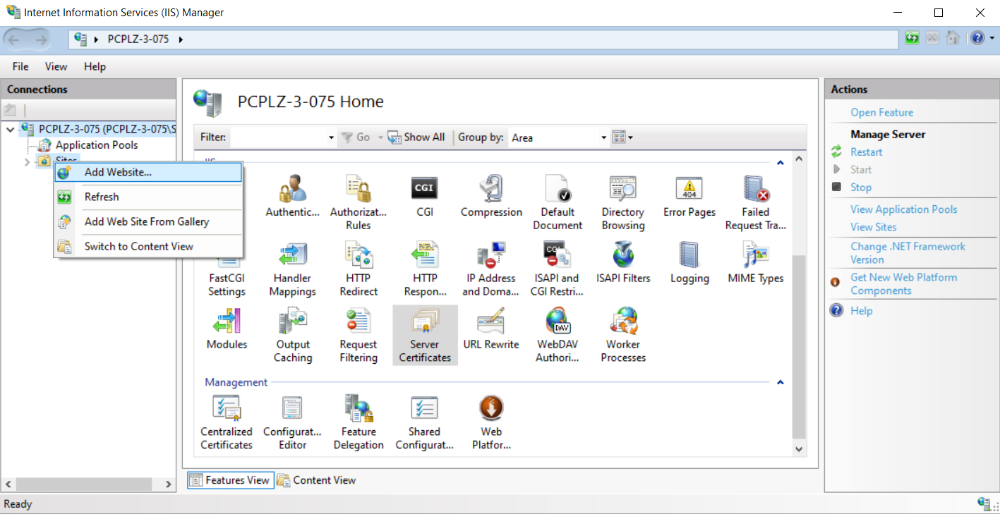 Internet Information Services (IIS) Manager
PCPLZ-3-075
File View Help
Connections
PCPLZ-3-075 (PCPLZ-3-075\S
Application Pools
Sites
Add Website...
Refresh
Add Web Site From Gallery
Switch to Content View
PCPLZ-3-075 Home
Filter: Go Show All Group by: Area
IIS
Authentic...
Authorizat...
Rules
CGI
CGI
Compression
Default
Document
Directory
Browsing
404
Error Pages
Failed
Request Tra...
FastCGI
Settings
Handler
Mappings
HTTP
Redirect
HTTP
Respon...
IP Address
and Doma...
CGI
ISAPI and
CGI Restri...
ISAPI Filters
Logging
MIME Types
Modules
Output
Caching
Request
Filtering
Server
Certificates
URL Rewrite
DAV
WebDAV
Authori...
Worker
Processes
Management
Centralized
Certificates
Configurat...
Editor
Feature
Delegation
Shared
Configurat...
Web
Platfor...
Features View
Content View
Actions
Open Feature
Manage Server
Restart
Start
Stop
View Application Pools
View Sites
Change .NET Framework
Version
Get New Web Platform
Components
Help
Ready